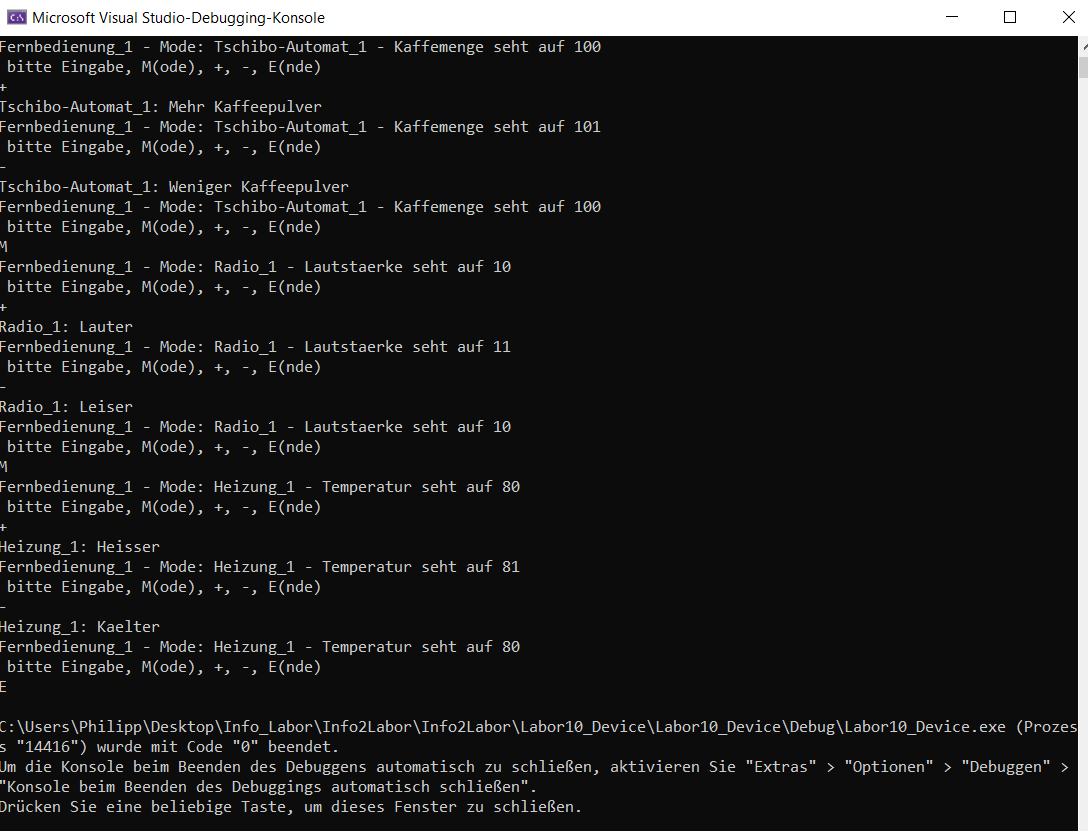 Microsoft Visual Studio-Debugging-Konsole
Fernbedienung_1 - Mode: Tschibo-Automat_1 - Kaffemenge seht auf 100
 bitte Eingabe, M(ode), +, -, E(nde)
+
Tschibo-Automat_1: Mehr Kaffeepulver
Fernbedienung_1 - Mode: Tschibo-Automat_1 - Kaffemenge seht auf 101
 bitte Eingabe, M(ode), +, -, E(nde)
-
Tschibo-Automat_1: Weniger Kaffeepulver
Fernbedienung_1 - Mode: Tschibo-Automat_1 - Kaffemenge seht auf 100
 bitte Eingabe, M(ode), +, -, E(nde)
M
Fernbedienung_1 - Mode: Radio_1 - Lautstaerke seht auf 10
 bitte Eingabe, M(ode), +, -, E(nde)
+
Radio_1: Lauter
Fernbedienung_1 - Mode: Radio_1 - Lautstaerke seht auf 11
 bitte Eingabe, M(ode), +, -, E(nde)
-
Radio_1: Leiser
Fernbedienung_1 - Mode: Radio_1 - Lautstaerke seht auf 10
 bitte Eingabe, M(ode), +, -, E(nde)
M
Fernbedienung_1 - Mode: Heizung_1 - Temperatur seht auf 80
 bitte Eingabe, M(ode), +, -, E(nde)
+
Heizung_1: Heisser
Fernbedienung_1 - Mode: Heizung_1 - Temperatur seht auf 81
 bitte Eingabe, M(ode), +, -, E(nde)
-
Heizung_1: Kaelter
Fernbedienung_1 - Mode: Heizung_1 - Temperatur seht auf 80
 bitte Eingabe, M(ode), +, -, E(nde)
E
C:\Users\Philipp\Desktop\Info_Labor\Info2Labor\Info2Labor\Labor10_Device\Labor10_Device\Debug\Labor10_Device.exe (Prozes
s "14416") wurde mit Code "0" beendet.
Um die Konsole beim Beenden des Debuggens automatisch zu schließen, aktivieren Sie "Extras" > "Optionen" > "Debuggen" >
"Konsole beim Beenden des Debuggings automatisch schließen".
Drücken Sie eine beliebige Taste, um dieses Fenster zu schließen.